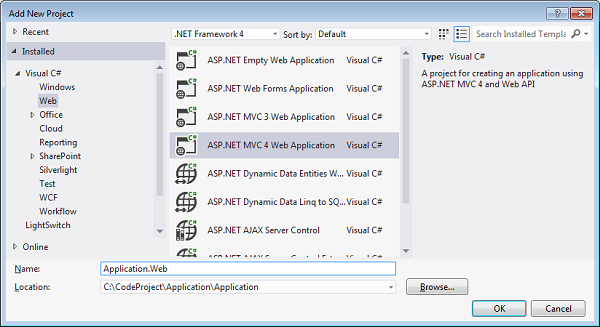 Add New Project
Recent
.NET Framework 4
Sort by:
Default
Search Installed Templa
Installed
Visual C#
Windows
Web
Office
Cloud
Reporting
SharePoint
Silverlight
Test
WCF
Workflow
LightSwitch
Online
ASP.NET Empty Web Application Visual C#
ASP.NET Web Forms Application Visual C#
ASP.NET MVC 3 Web Application Visual C#
ASP.NET MVC 4 Web Application Visual C#
ASP.NET Dynamic Data Entities W... Visual C#
ASP.NET Dynamic Data Linq to SQ... Visual C#
ASP.NET AJAX Server Control Visual C#
Type: Visual C#
A project for creating an application using
ASP.NET MVC 4 and Web API
Name:
Application.Web
Location:
C:\CodeProject\Application\Application
Browse...
OK
Cancel